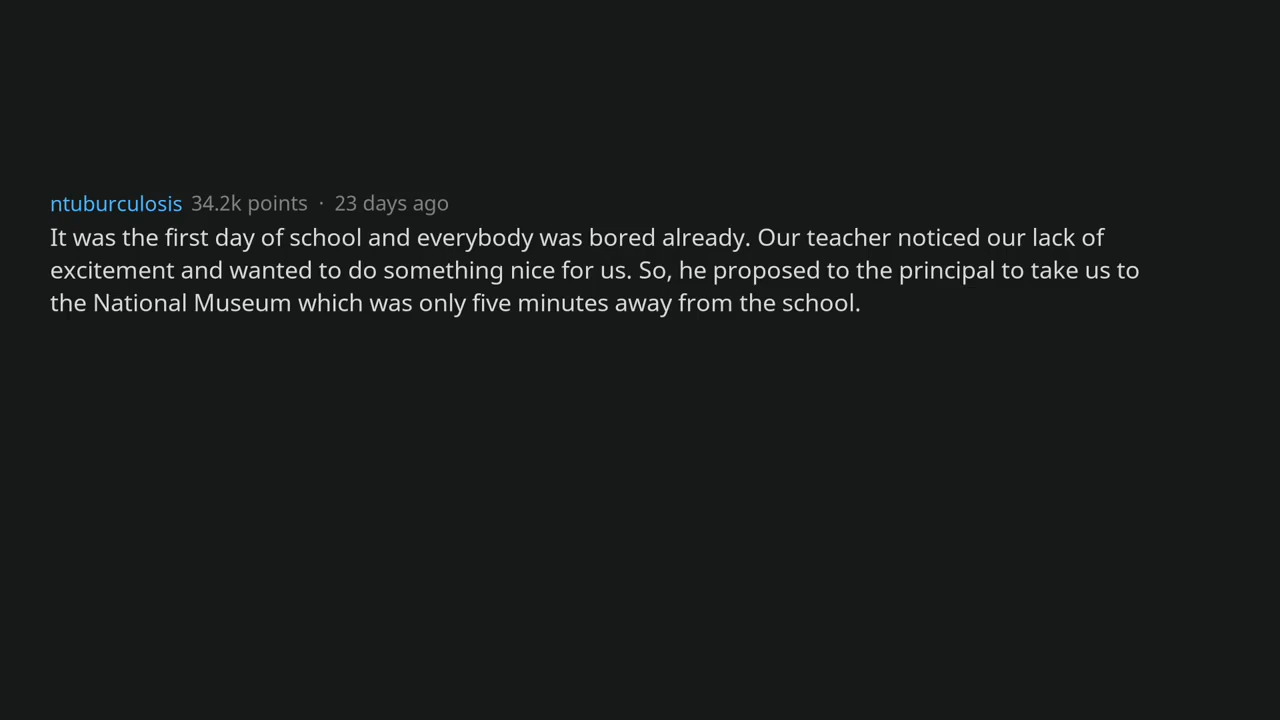 ntuburculosis 34.2k points · 23 days ago
It was the first day of school and everybody was bored already. Our teacher noticed our lack of
excitement and wanted to do something nice for us. So, he proposed to the principal to take us to
the National Museum which was only five minutes away from the school.